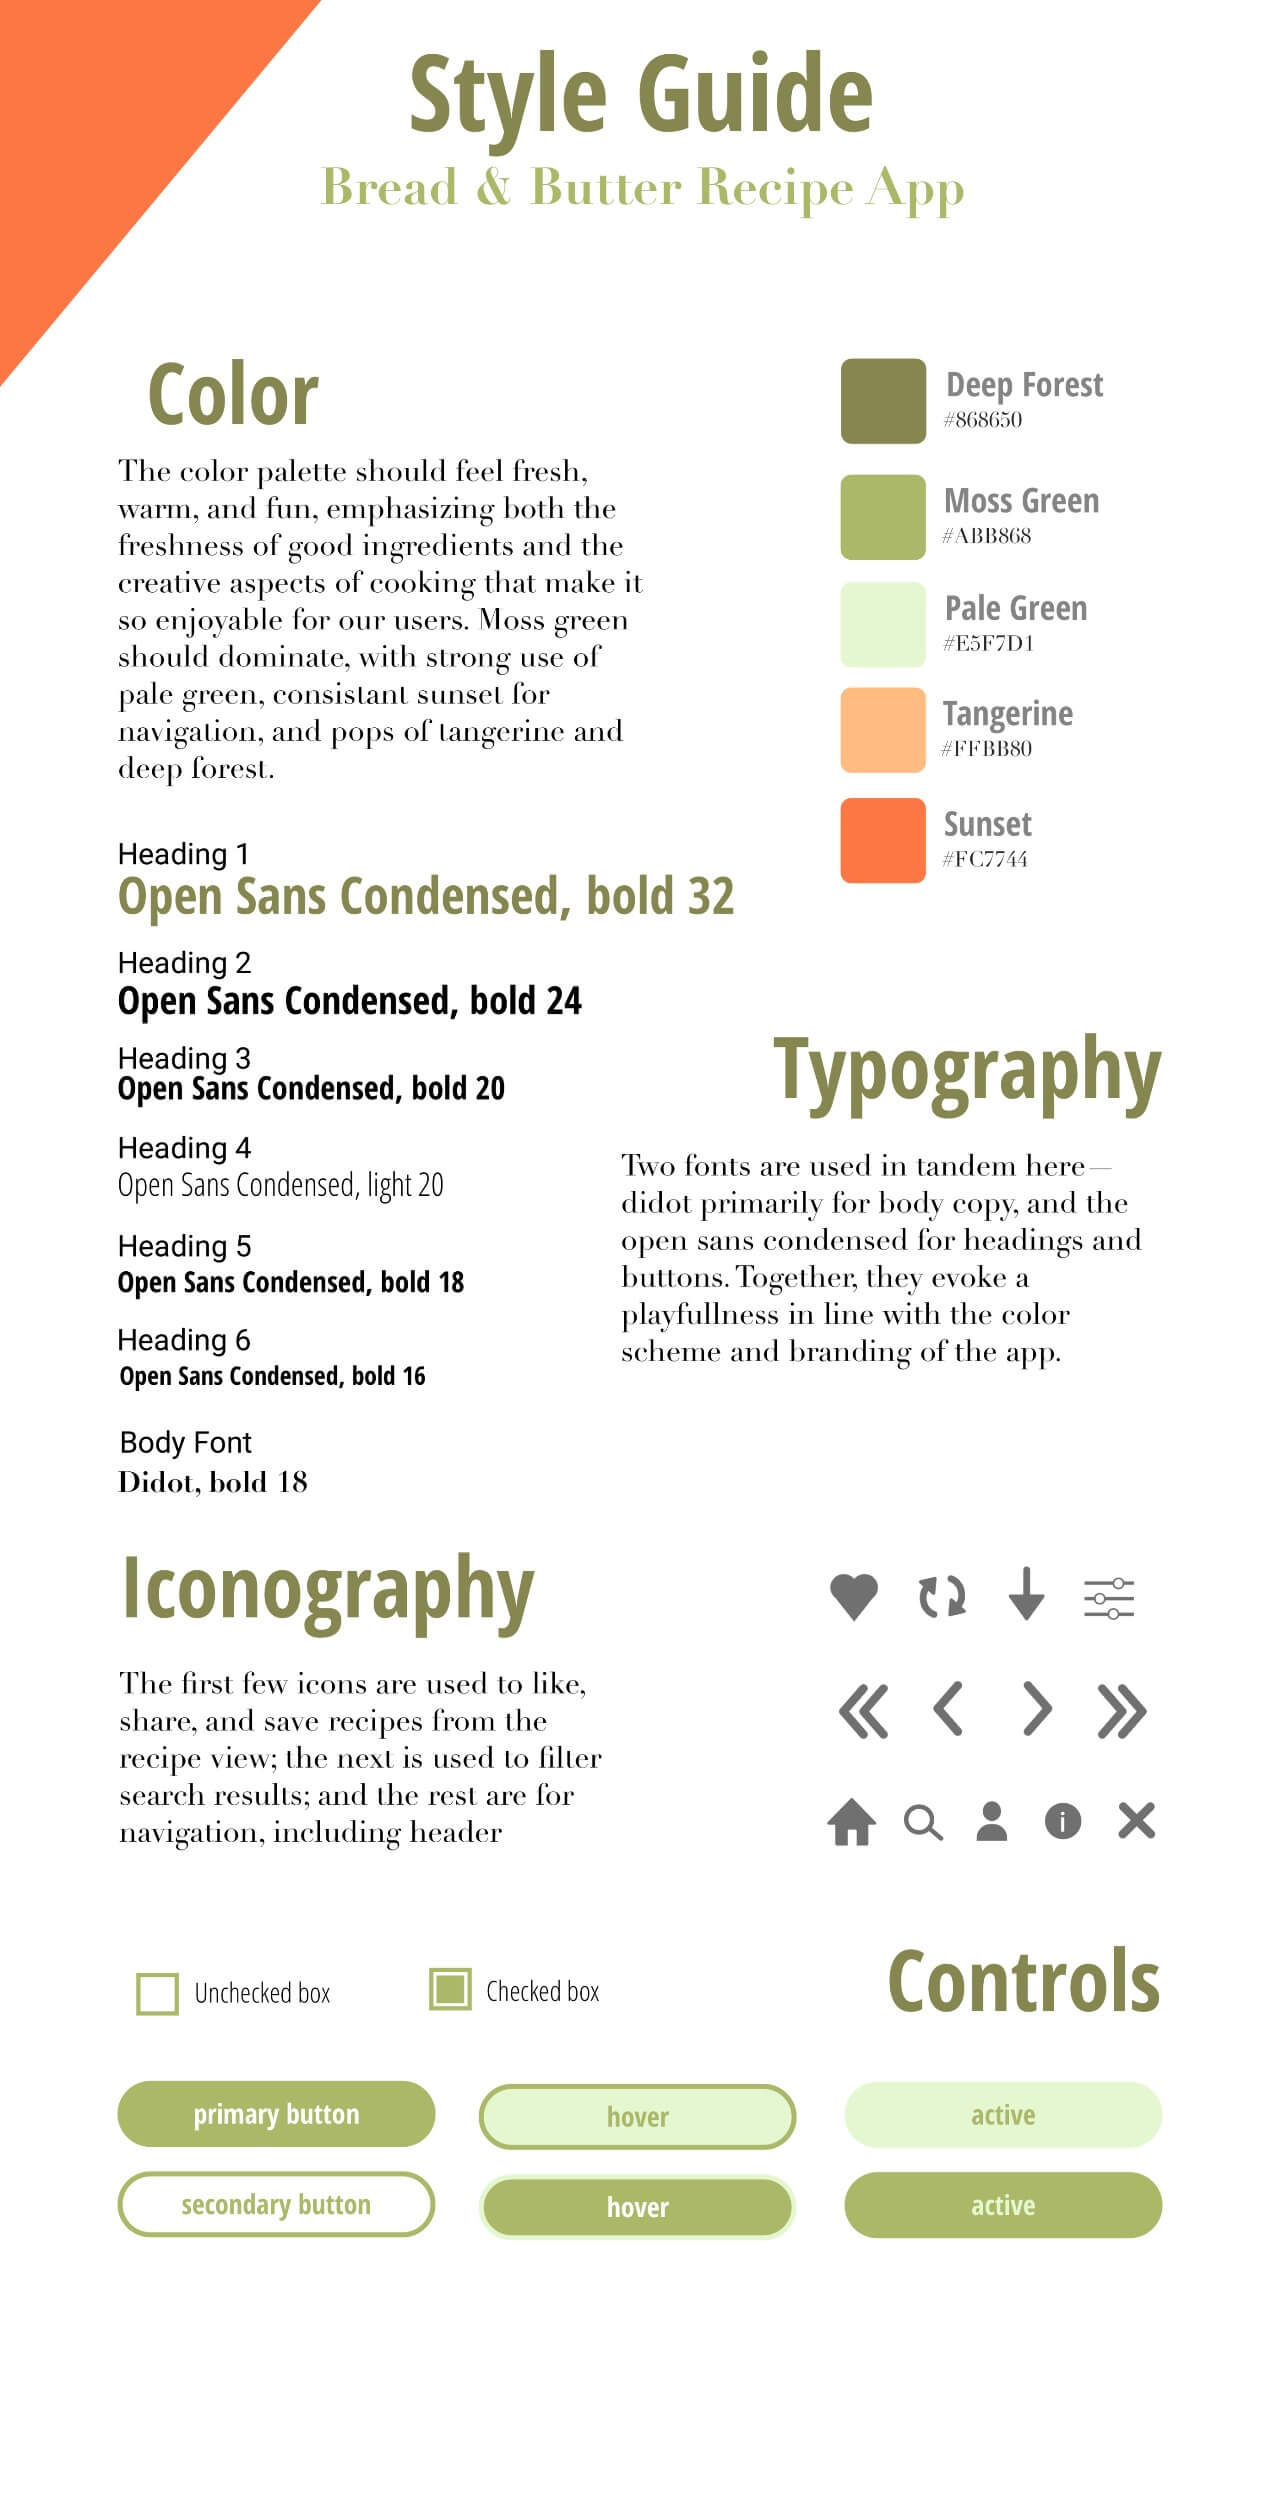 Style Guide
Bread & Butter Recipe App
Color
The color palette should feel fresh,
warm, and fun, emphasizing both the
freshness of good ingredients and the
creative aspects of cooking that make it
so enjoyable for our users. Moss green
should dominate, with strong use of
pale green, consistant sunset for
navigation, and pops of tangerine and
deep forest.
Deep Forest
#868650
Moss Green
#ABB868
Pale Green
#E5F7D1
Tangerine
#FFBB80
Sunset
#FC7744
Heading 1
Open Sans Condensed, bold 32
Heading 2
Open Sans Condensed, bold 24
Heading 3
Open Sans Condensed, bold 20
Heading 4
Open Sans Condensed, light 20
Heading 5
Open Sans Condensed, bold 18
Heading 6
Open Sans Condensed, bold 16
Body Font
Didot, bold 18
Typography
Two fonts are used in tandem here—
didot primarily for body copy, and the
open sans condensed for headings and
buttons. Together, they evoke a
playfullness in line with the color
scheme and branding of the app.
Iconography
The first few icons are used to like,
share, and save recipes from the
recipe view; the next is used to filter
search results; and the rest are for
navigation, including header
i
Controls
Unchecked box
Checked box
primary button
hover
active
secondary button
hover
active